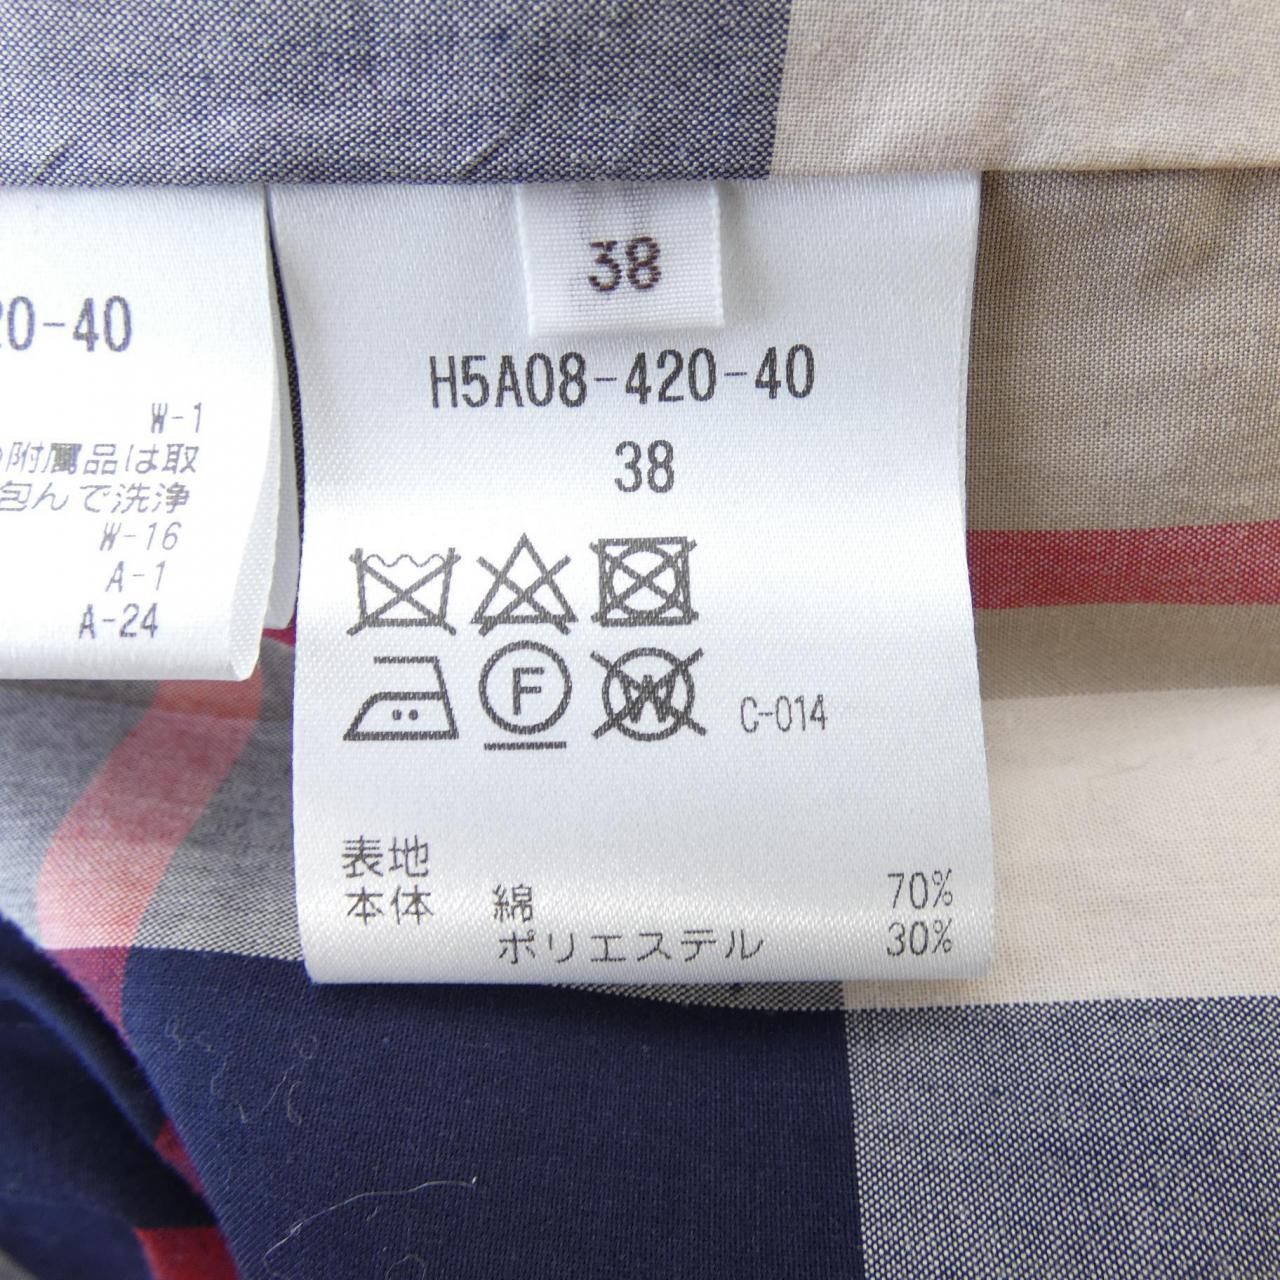 20-40
W-1
附属品は取
包んで洗浄
W-16
A-1
A-24
38
H5A08-420-40
38
F
W
C-014
表地
本体 綿 70%
ポリエステル 30%